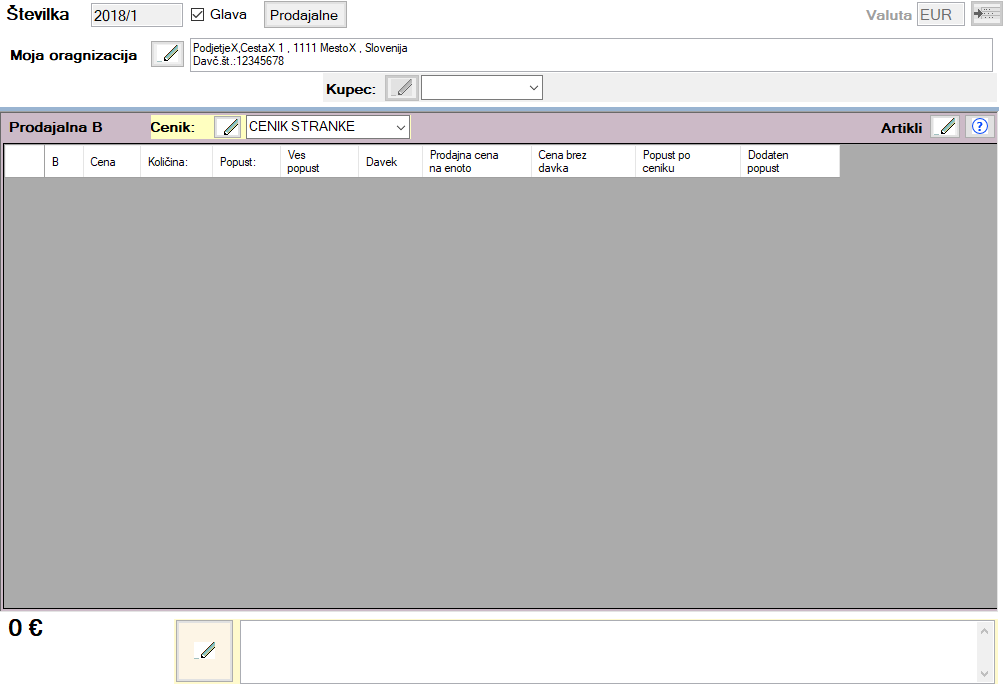 Številka 2018/1 Glava Prodajalne Valuta EUR
Moja oragnizacija PodjetjeX,CestaX 1 , 1111 MestoX , Slovenija
Davč.št.:12345678
Kupec:
Prodajalna B Cenik: CENIK STRANKE Artikli ?
B Cena Količina: Popust: Ves popust Davek Prodajna cena na enoto Cena brez davka Popust po ceniku Dodaten popust
0 €